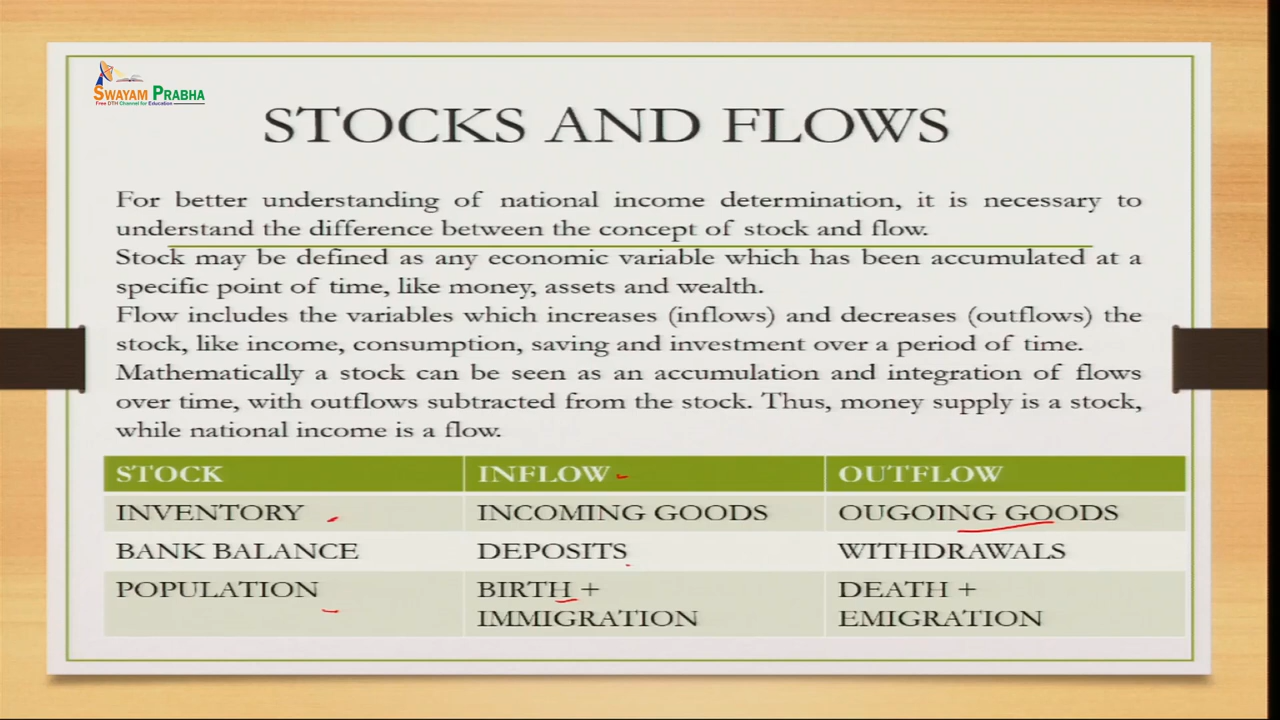 SWAYAM PRABHA
Free DTH Channel for Education
STOCKS AND FLOWS
For better understanding of national income determination, it is necessary to
understand the difference between the concept of stock and flow.
Stock may be defined as any economic variable which has been accumulated at a
specific point of time, like money, assets and wealth.
Flow includes the variables which increases (inflows) and decreases (outflows) the
stock, like income, consumption, saving and investment over a period of time.
Mathematically a stock can be seen as an accumulation and integration of flows
over time, with outflows subtracted from the stock. Thus, money supply is a stock,
while national income is a flow.
STOCK INFLOW OUTFLOW
INVENTORY INCOMING GOODS OUGOING GOODS
BANK BALANCE DEPOSITS WITHDRAWALS
POPULATION BIRTH + DEATH +
IMMIGRATION EMIGRATION